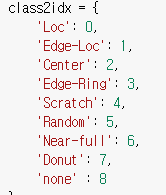 class2idx = {
'Loc': 0,
'Edge-Loc': 1,
'Center': 2,
'Edge-Ring': 3,
'Scratch': 4,
'Random': 5,
'Near-full': 6,
'Donut': 7,
'none' : 8
}